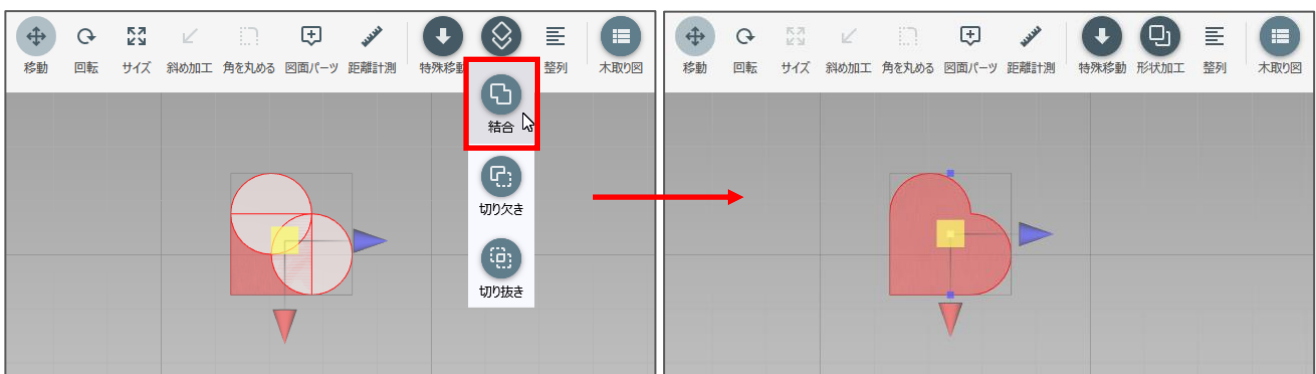 移動 回転 サイズ 斜め加工 角を丸める 図面パーツ 距離計測 特殊移動 整列 木取り図
結合
切り欠き
切り抜き
移動 回転 サイズ 斜め加工 角を丸める 図面パーツ 距離計測 特殊移動 形状加工 整列 木取り図